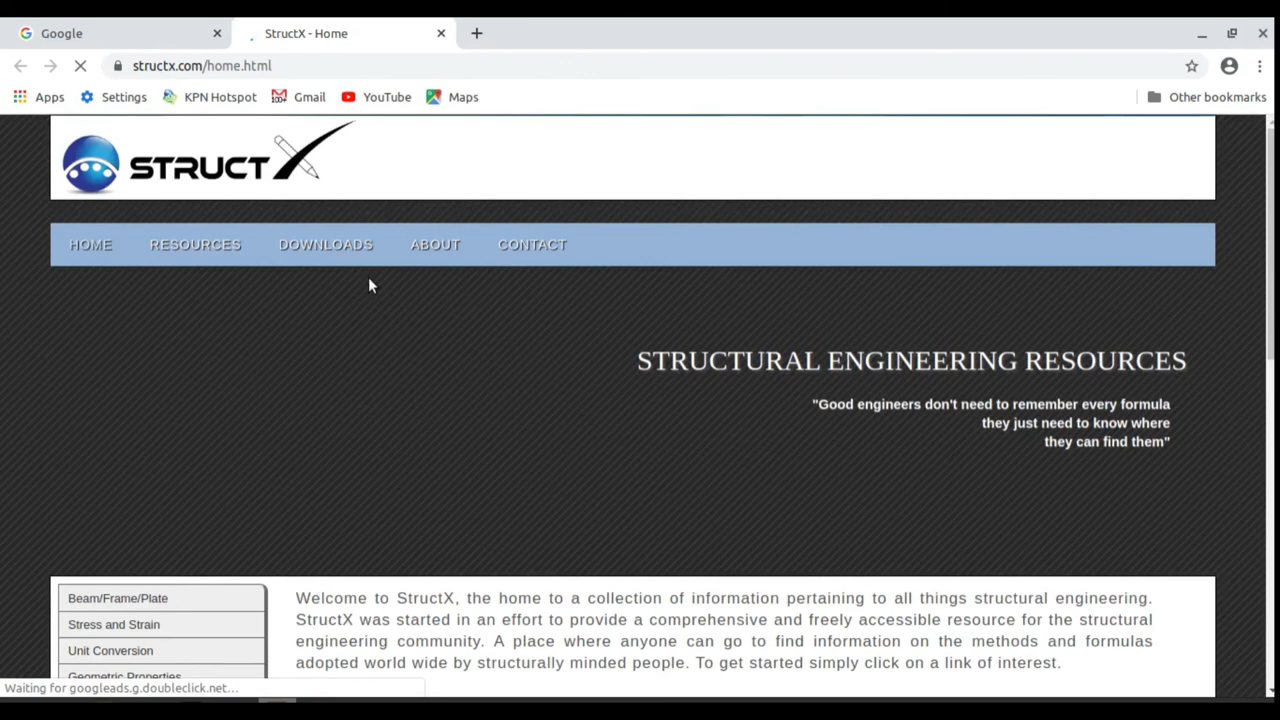 Google
StructX - Home
structx.com/home.html
Apps Settings KPN Hotspot 100+ Gmail YouTube Maps Other bookmarks
STRUCTX
HOME RESOURCES DOWNLOADS ABOUT CONTACT
STRUCTURAL ENGINEERING RESOURCES
"Good engineers don't need to remember every formula
they just need to know where
they can find them"
Beam/Frame/Plate
Stress and Strain
Unit Conversion
Geometric Properties
Welcome to StructX, the home to a collection of information pertaining to all things structural engineering.
StructX was started in an effort to provide a comprehensive and freely accessible resource for the structural
engineering community. A place where anyone can go to find information on the methods and formulas
adopted world wide by structurally minded people. To get started simply click on a link of interest.
Waiting for googleads.g.doubleclick.net...